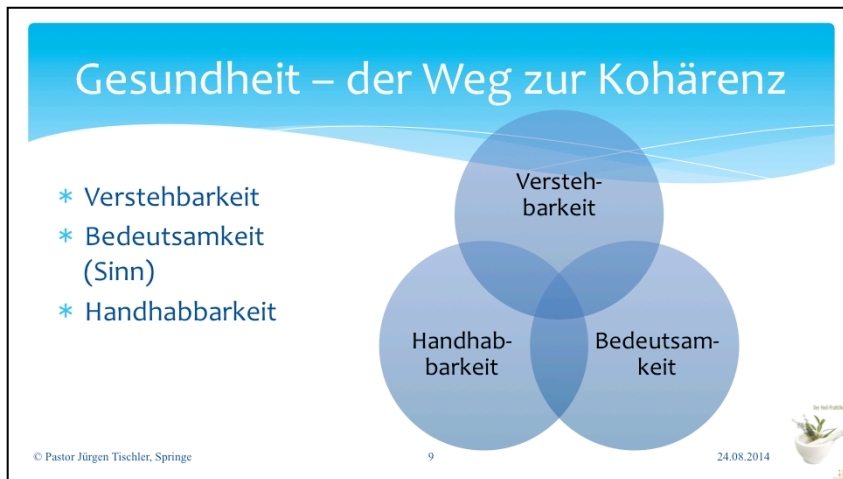 Gesundheit – der Weg zur Kohärenz
* Verstehbarkeit
* Bedeutsamkeit
(Sinn)
* Handhabbarkeit
Versteh-
barkeit
Handhab-
barkeit
Bedeutsam-
keit
© Pastor Jürgen Tischler, Springe
9
24.08.2014